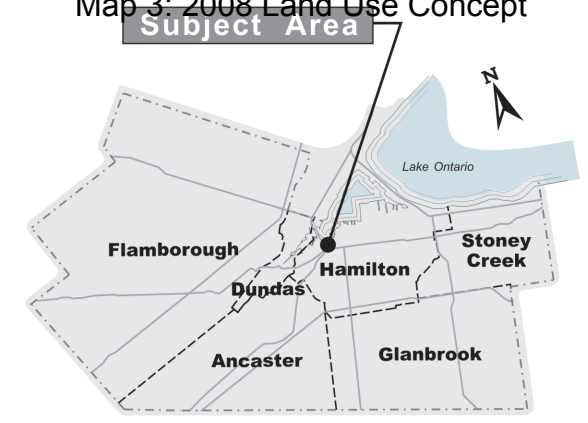 Map 3: 2008 Land Use Concept
Subject Area
N
Lake Ontario
Flamborough
Stoney
Creek
Hamilton
Dundas
Ancaster
Glanbrook